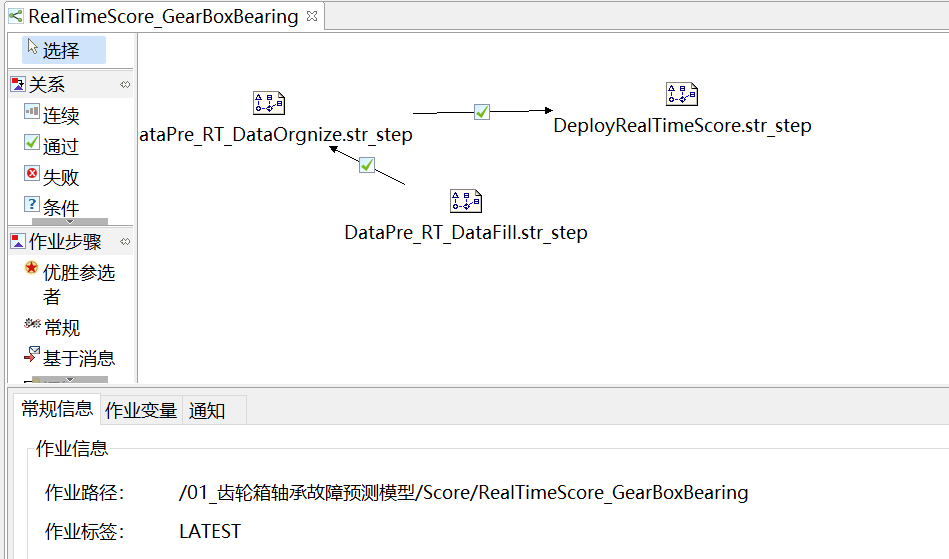 RealTimeScore_GearBoxBearing
选择
关系
连续
通过
失败
条件
作业步骤
优胜参选
者
常规
基于消息
ataPre_RT_DataOrgnize.str_step
DeployRealTimeScore.str_step
DataPre_RT_DataFill.str_step
常规信息 作业变量 通知
作业信息
作业路径: /01_齿轮箱轴承故障预测模型/Score/RealTimeScore_GearBoxBearing
作业标签: LATEST